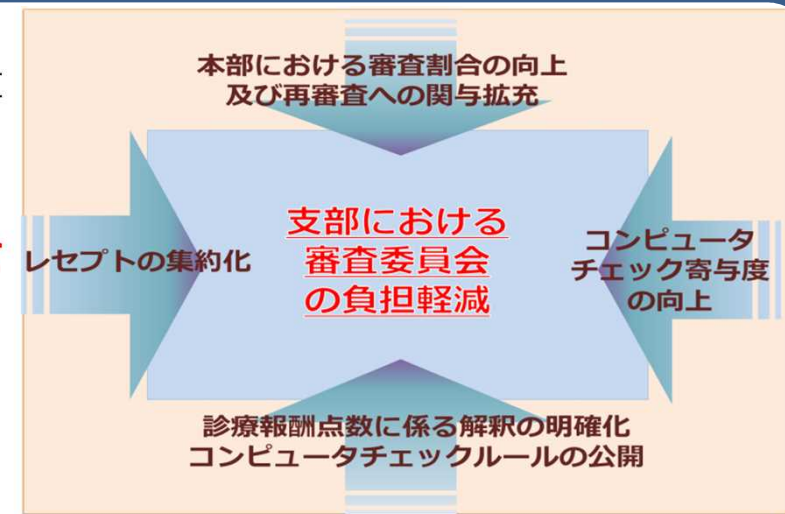 本部における審査割合の向上
及び再審査への関与拡充
レセプトの集約化
支部における
審査委員会
の負担軽減
コンピュータ
チェック寄与度
の向上
診療報酬点数に係る解釈の明確化
コンピュータチェックルールの公開